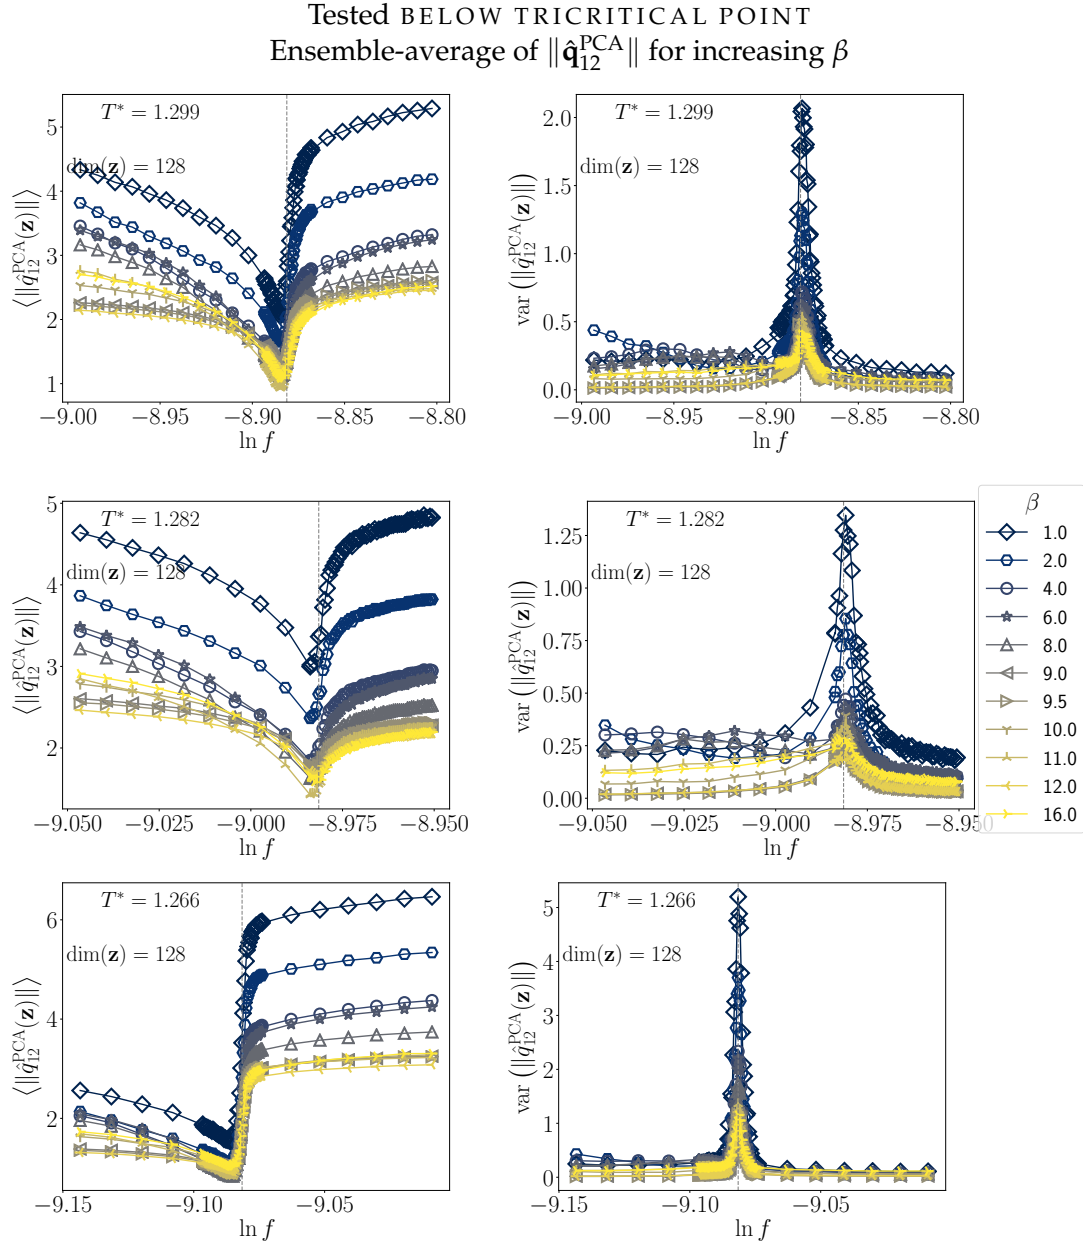 Tested BELOW TRICRITICAL POINT
Ensemble-average of ‖q̂₁₂^PCA‖ for increasing β
T* = 1.299
dim(z) = 128
⟨‖q̂₁₂^PCA(z)‖⟩
5
4
3
2
1
−9.00 −8.95 −8.90 −8.85 −8.80
ln f
T* = 1.299
dim(z) = 128
var (‖q̂₁₂^PCA(z)‖)
2.0
1.5
1.0
0.5
0.0
−9.00 −8.95 −8.90 −8.85 −8.80
ln f
T* = 1.282
dim(z) = 128
⟨‖q̂₁₂^PCA(z)‖⟩
5
4
3
2
−9.050 −9.025 −9.000 −8.975 −8.950
ln f
T* = 1.282
dim(z) = 128
var (‖q̂₁₂^PCA(z)‖)
1.25
1.00
0.75
0.50
0.25
0.00
−9.050 −9.025 −9.000 −8.975 −8.950
ln f
β
1.0
2.0
4.0
6.0
8.0
9.0
9.5
10.0
11.0
12.0
16.0
T* = 1.266
dim(z) = 128
⟨‖q̂₁₂^PCA(z)‖⟩
6
4
2
−9.15 −9.10 −9.05
ln f
T* = 1.266
dim(z) = 128
var (‖q̂₁₂^PCA(z)‖)
5
4
3
2
1
0
−9.15 −9.10 −9.05
ln f